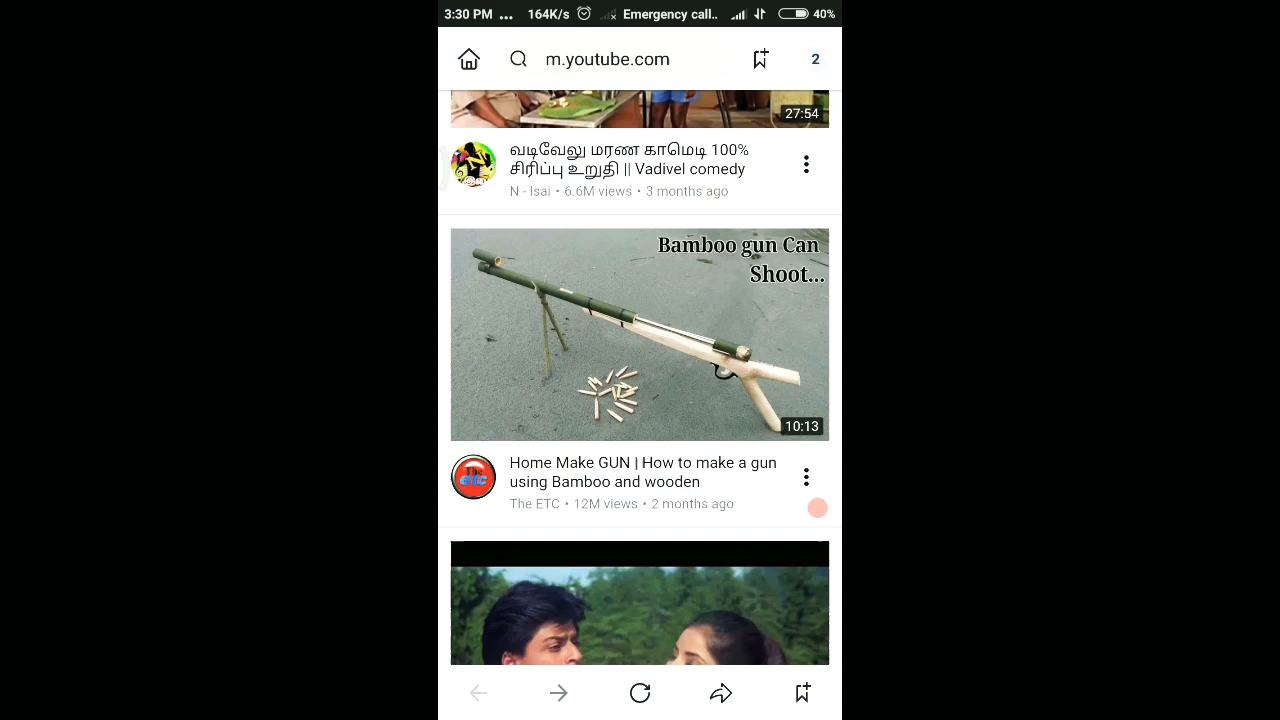 3:30 PM ... 164K/s Emergency call.. 40%
m.youtube.com
2
27:54
வடிவேலு மரண காமெடி 100%
சிரிப்பு உறுதி || Vadivel comedy
N - Isai • 6.6M views • 3 months ago
Bamboo gun Can
Shoot...
10:13
Home Make GUN | How to make a gun
using Bamboo and wooden
The ETC • 12M views • 2 months ago